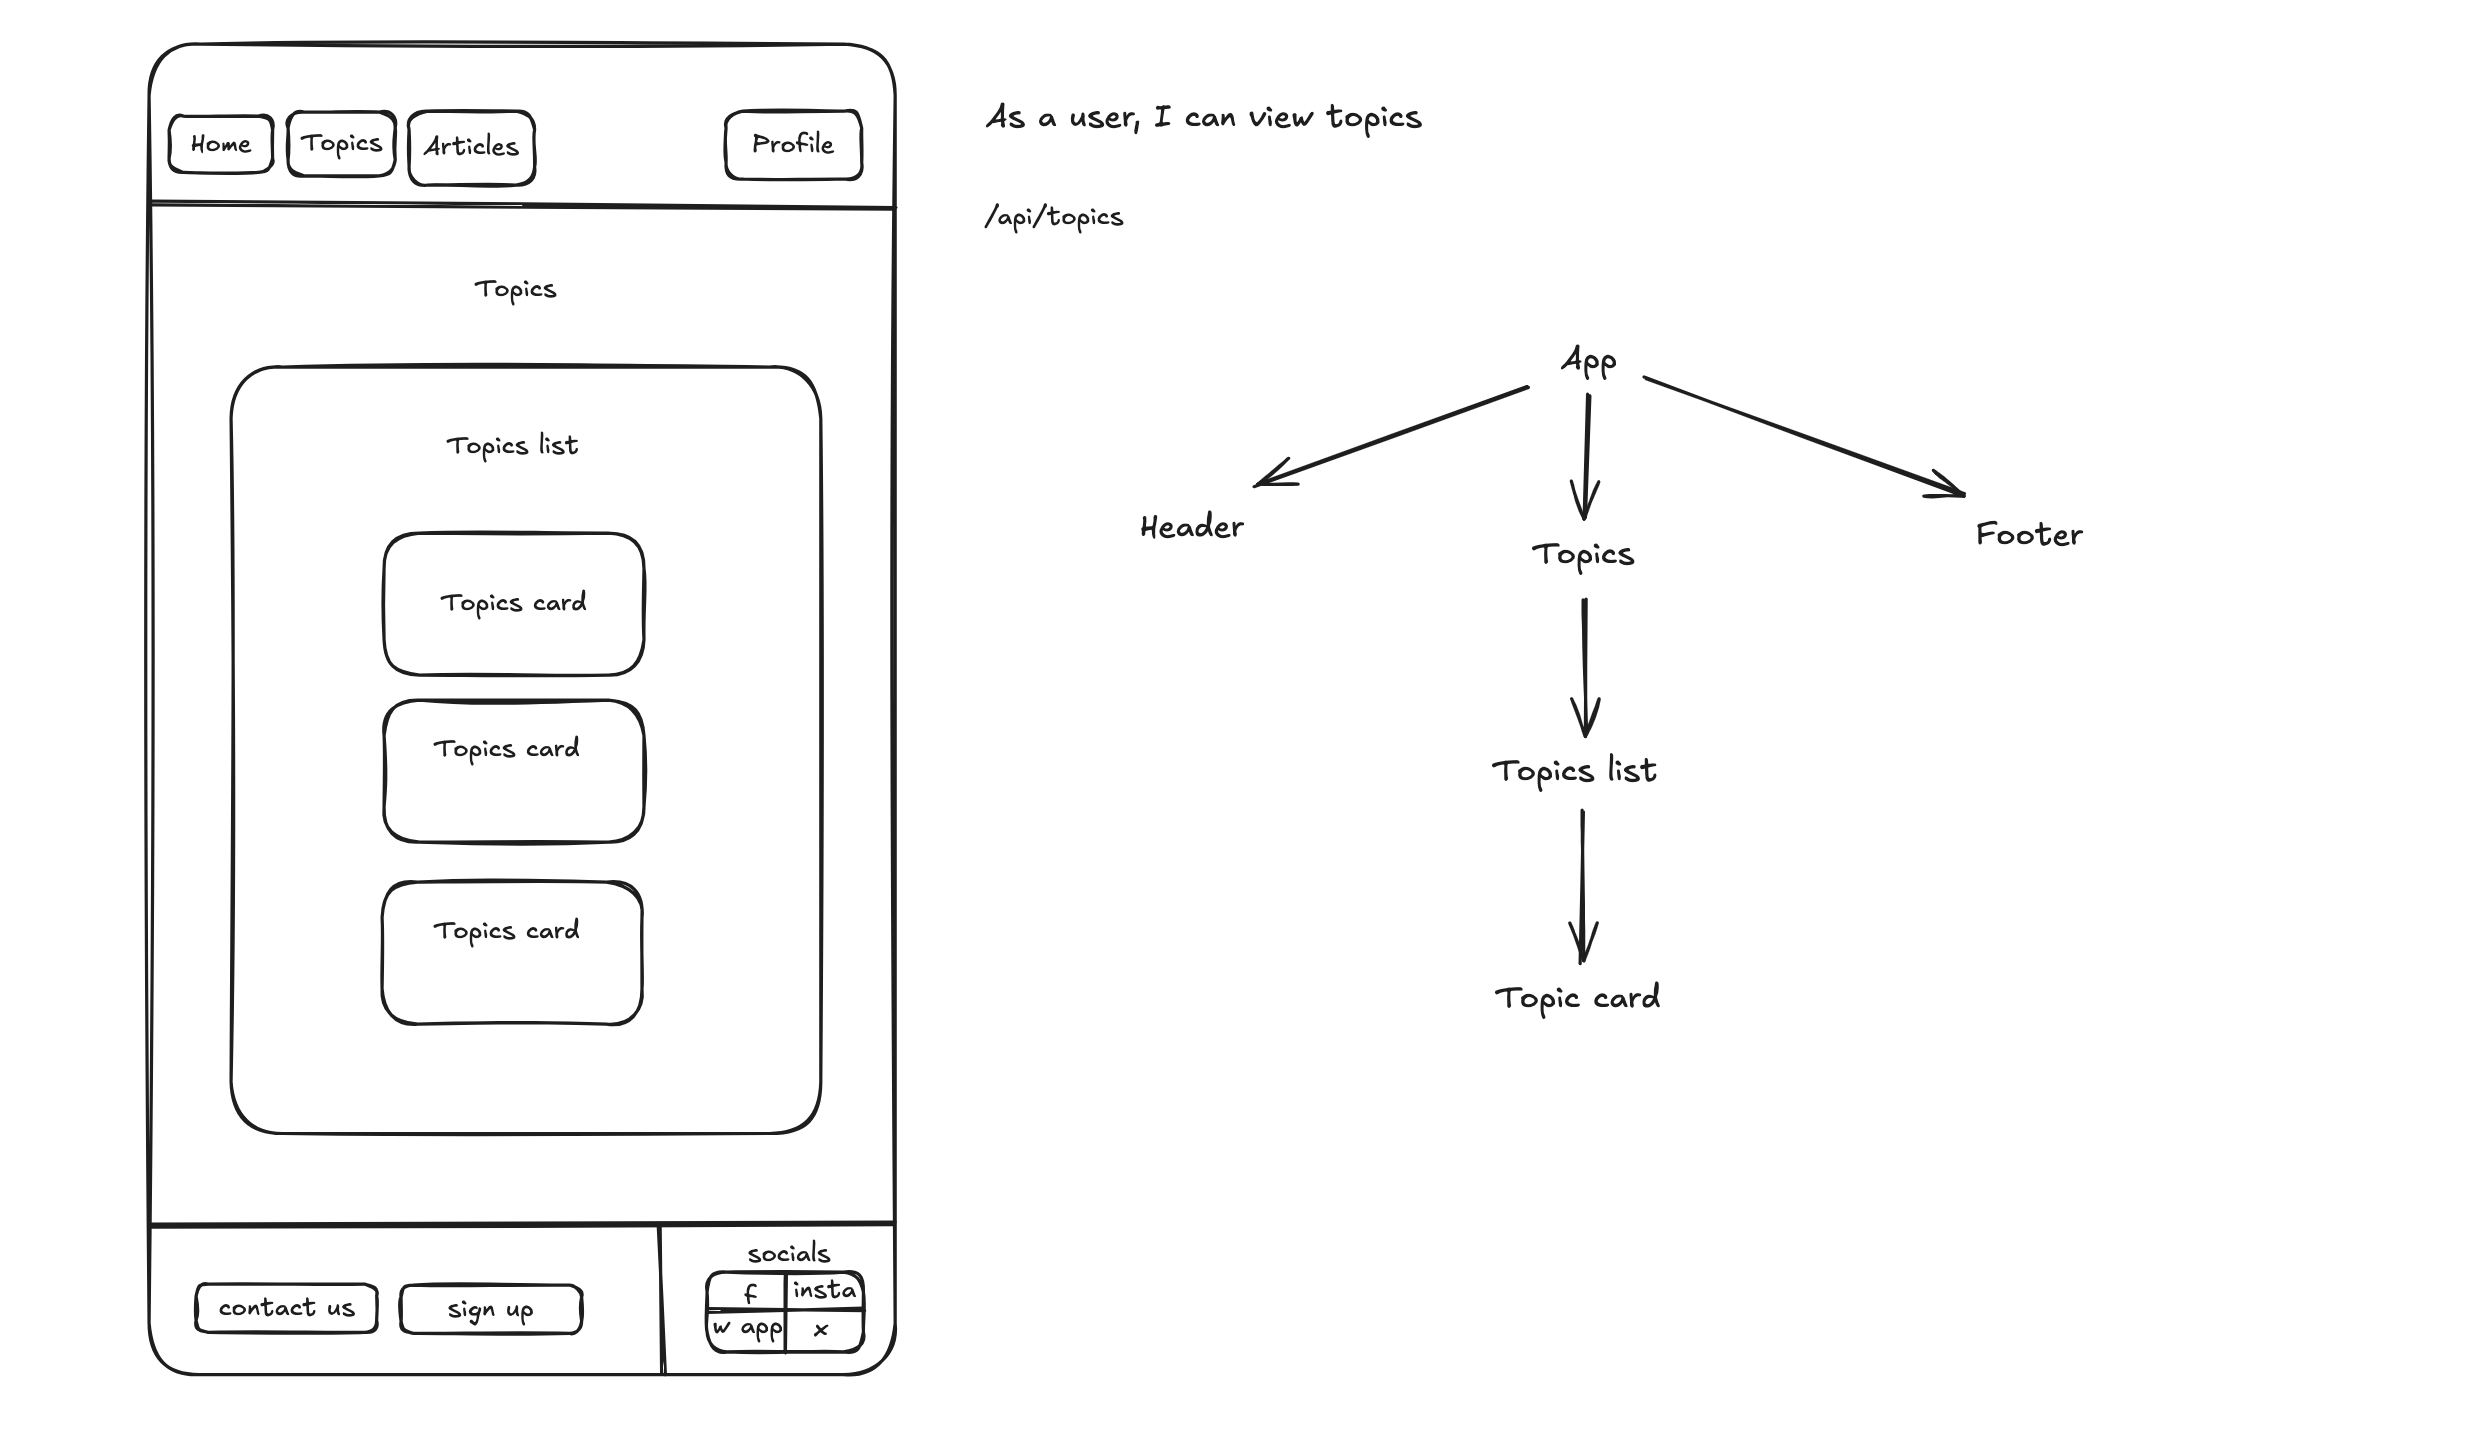 Home
Topics
Articles
Profile
Topics
Topics list
Topics card
Topics card
Topics card
contact us
sign up
socials
f
insta
w app
x
As a user, I can view topics
/api/topics
App
Header
Topics
Footer
Topics list
Topic card